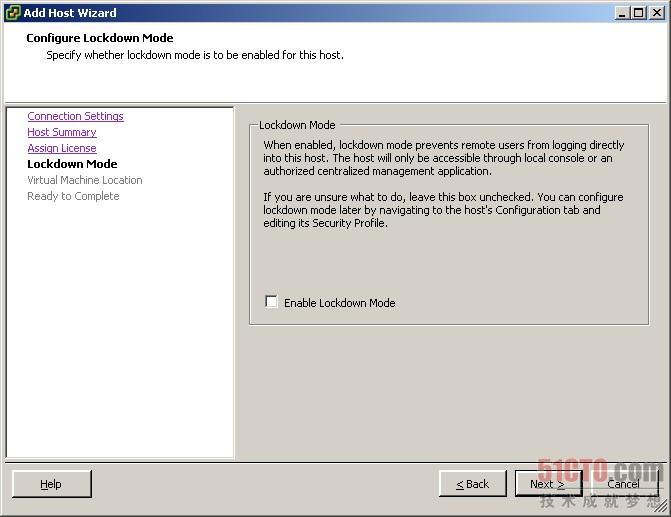 Add Host Wizard
Configure Lockdown Mode
Specify whether lockdown mode is to be enabled for this host.
Connection Settings
Host Summary
Assign License
Lockdown Mode
Virtual Machine Location
Ready to Complete
Lockdown Mode
When enabled, lockdown mode prevents remote users from logging directly
into this host. The host will only be accessible through local console or an
authorized centralized management application.
If you are unsure what to do, leave this box unchecked. You can configure
lockdown mode later by navigating to the host's Configuration tab and
editing its Security Profile.
Enable Lockdown Mode
Help
< Back
Next >
Cancel
51CTO.com
技术成就梦想